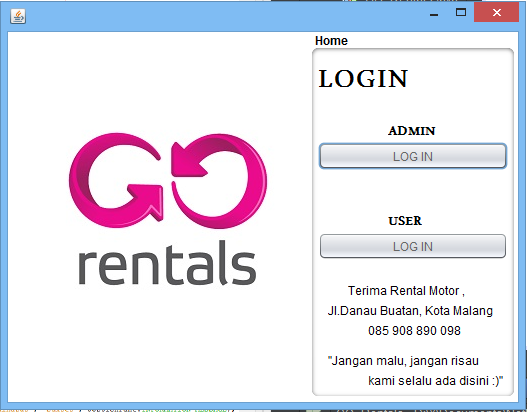 Home
LOGIN
ADMIN
LOG IN
USER
LOG IN
GO
rentals
Terima Rental Motor ,
Jl.Danau Buatan, Kota Malang
085 908 890 098
"Jangan malu, jangan risau
kami selalu ada disini :)"